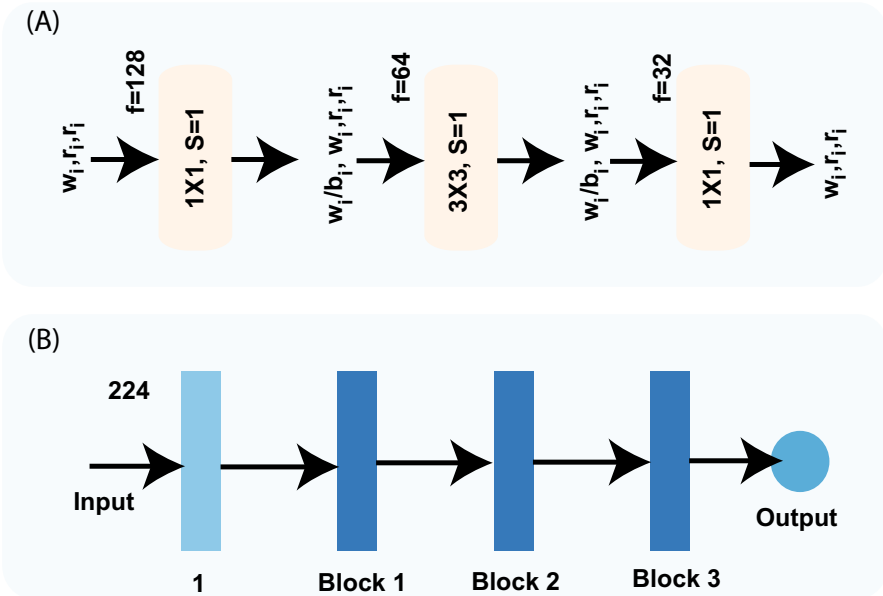 (A)
w_i,r_i,r_i
f=128
1X1, S=1
w_i/b_i, w_i,r_i,r_i
f=64
3X3, S=1
w_i/b_i, w_i,r_i,r_i
f=32
1X1, S=1
w_i,r_i,r_i
(B)
224
Input
1
Block 1
Block 2
Block 3
Output